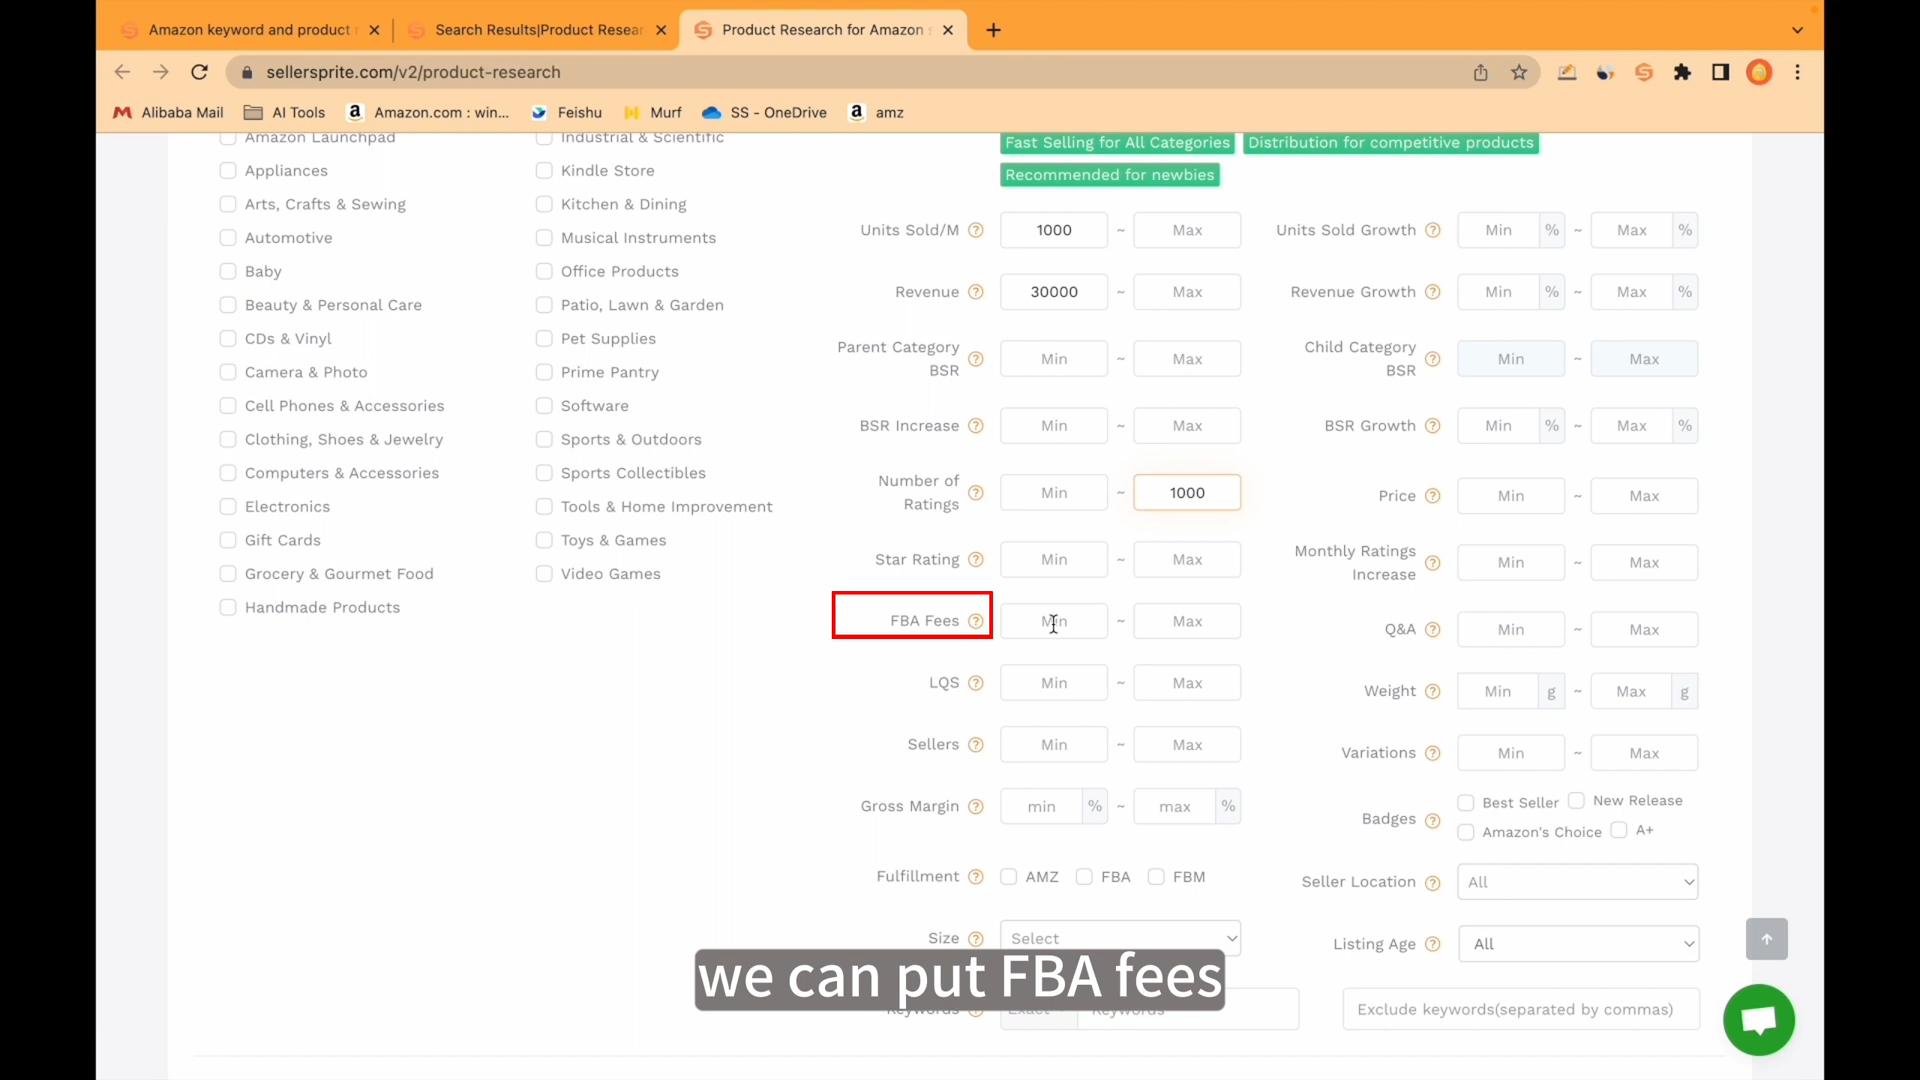 Amazon keyword and product
Search Results|Product Resear
Product Research for Amazon
sellersprite.com/v2/product-research
Alibaba Mail
AI Tools
Amazon.com : win...
Feishu
Murf
SS - OneDrive
amz
Amazon Launchpad
Industrial & Scientific
Fast Selling for All Categories
Distribution for competitive products
Appliances
Kindle Store
Recommended for newbies
Arts, Crafts & Sewing
Kitchen & Dining
Automotive
Musical Instruments
Baby
Office Products
Beauty & Personal Care
Patio, Lawn & Garden
CDs & Vinyl
Pet Supplies
Camera & Photo
Prime Pantry
Cell Phones & Accessories
Software
Clothing, Shoes & Jewelry
Sports & Outdoors
Computers & Accessories
Sports Collectibles
Electronics
Tools & Home Improvement
Gift Cards
Toys & Games
Grocery & Gourmet Food
Video Games
Handmade Products
Units Sold/M ? 1000 ~ Max
Units Sold Growth ? Min % ~ Max %
Revenue ? 30000 ~ Max
Revenue Growth ? Min % ~ Max %
Parent Category
BSR ? Min ~ Max
Child Category
BSR ? Min ~ Max
BSR Increase ? Min ~ Max
BSR Growth ? Min % ~ Max %
Number of
Ratings ? Min ~ 1000
Price ? Min ~ Max
Star Rating ? Min ~ Max
Monthly Ratings
Increase ? Min ~ Max
FBA Fees ? Min ~ Max
Q&A ? Min ~ Max
LQS ? Min ~ Max
Weight ? Min g ~ Max g
Sellers ? Min ~ Max
Variations ? Min ~ Max
Gross Margin ? min % ~ max %
Badges ? Best Seller New Release
Amazon's Choice A+
Fulfillment ? AMZ FBA FBM
Seller Location ? All
Size ? Select
Listing Age ? All
we can put FBA fees
Keywords ? Exact Keywords
Exclude keywords(separated by commas)